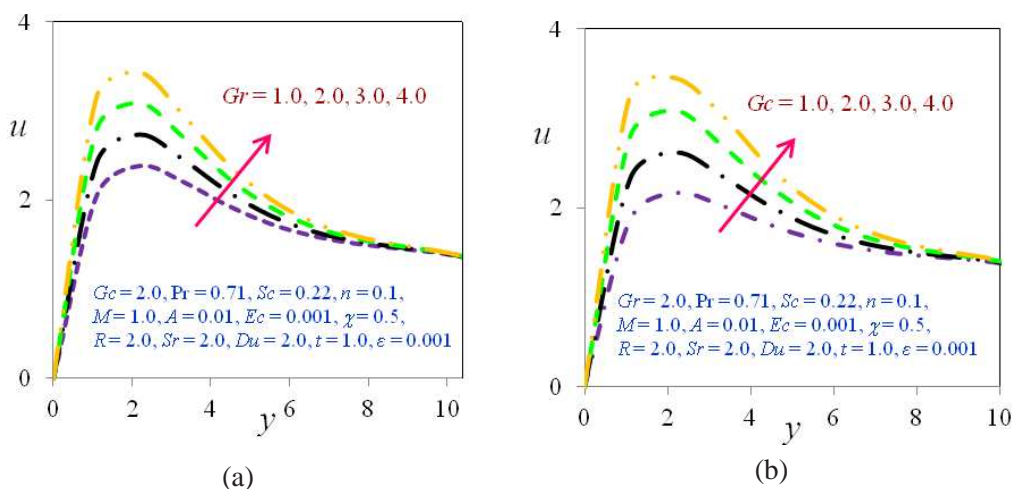 4
u
2
0
Gr = 1.0, 2.0, 3.0, 4.0
Gc = 2.0, Pr = 0.71, Sc = 0.22, n = 0.1,
M = 1.0, A = 0.01, Ec = 0.001, χ = 0.5,
R = 2.0, Sr = 2.0, Du = 2.0, t = 1.0, ε = 0.001
0 2 4 6 8 10
y
(a)
4
u
2
0
Gc = 1.0, 2.0, 3.0, 4.0
Gr = 2.0, Pr = 0.71, Sc = 0.22, n = 0.1,
M = 1.0, A = 0.01, Ec = 0.001, χ = 0.5,
R = 2.0, Sr = 2.0, Du = 2.0, t = 1.0, ε = 0.001
0 2 4 6 8 10
y
(b)